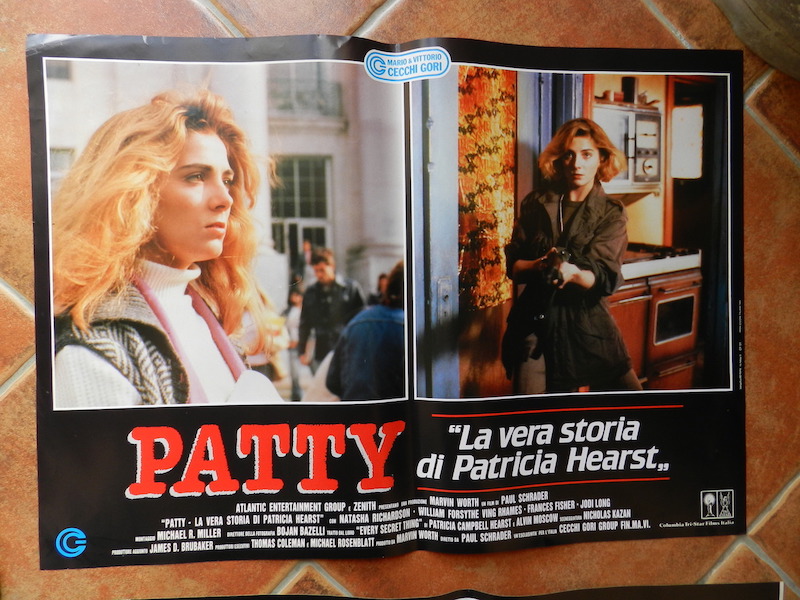 MARIO & VITTORIO
CECCHI GORI
PATTY
"La vera storia
di Patricia Hearst„
ATLANTIC ENTERTAINMENT GROUP E ZENITH PRESENTANO UNA PRODUZIONE MARVIN WORTH UN FILM DI PAUL SCHRADER
"PATTY - LA VERA STORIA DI PATRICIA HEARST" CON NATASHA RICHARDSON · WILLIAM FORSTYHE VING RHAMES · FRANCES FISHER · JODI LONG
MONTAGGIO MICHAEL R. MILLER DIRETTORE DELLA FOTOGRAFIA BOJAN BAZELLI TRATTO DAL LIBRO "EVERY SECRET THING" DI PATRICIA CAMPBELL HEARST E ALVIN MOSCOW SCENEGGIATURA NICHOLAS KAZAN
PRODUTTORE ASSOCIATO JAMES D. BRUBAKER PRODUTTORI ESECUTIVI THOMAS COLEMAN E MICHAEL ROSENBLATT PRODOTTO DA MARVIN WORTH DIRETTO DA PAUL SCHRADER UN'ESCLUSIVITÀ PER L'ITALIA CECCHI GORI GROUP FIN.MA.VI.
Columbia Tri-Star Films Italia